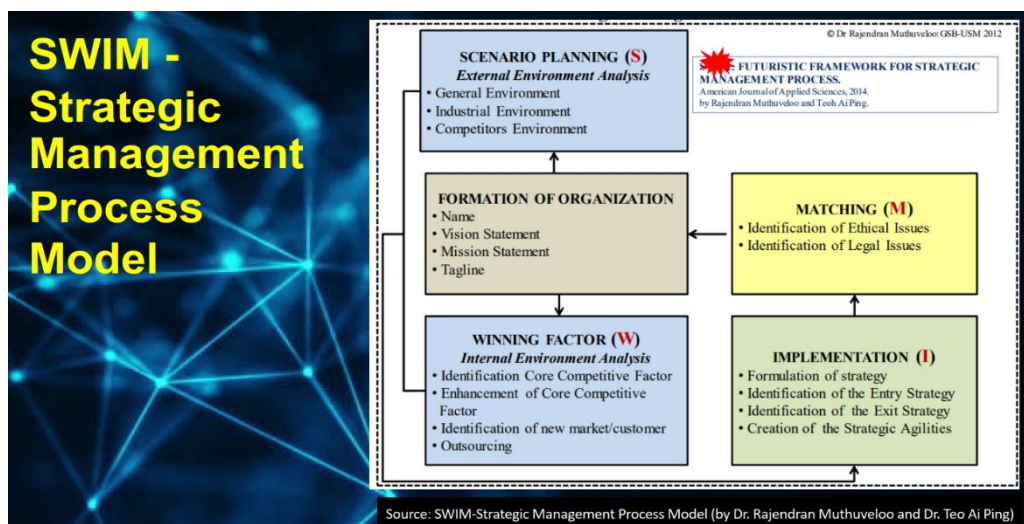 SWIM -
Strategic
Management
Process
Model
© Dr Rajendran Muthuveloo:GSB-USM 2012
FUTURISTIC FRAMEWORK FOR STRATEGIC
MANAGEMENT PROCESS.
American Journal of Applied Sciences, 2014.
by Rajendran Muthuveloo and Teoh Ai Ping.
SCENARIO PLANNING (S)
External Environment Analysis
• General Environment
• Industrial Environment
• Competitors Environment
FORMATION OF ORGANIZATION
• Name
• Vision Statement
• Mission Statement
• Tagline
MATCHING (M)
• Identification of Ethical Issues
• Identification of Legal Issues
WINNING FACTOR (W)
Internal Environment Analysis
• Identification Core Competitive Factor
• Enhancement of Core Competitive
Factor
• Identification of new market/customer
• Outsourcing
IMPLEMENTATION (I)
• Formulation of strategy
• Identification of the Entry Strategy
• Identification of the Exit Strategy
• Creation of the Strategic Agilities
Source: SWIM-Strategic Management Process Model (by Dr. Rajendran Muthuveloo and Dr. Teo Ai Ping)